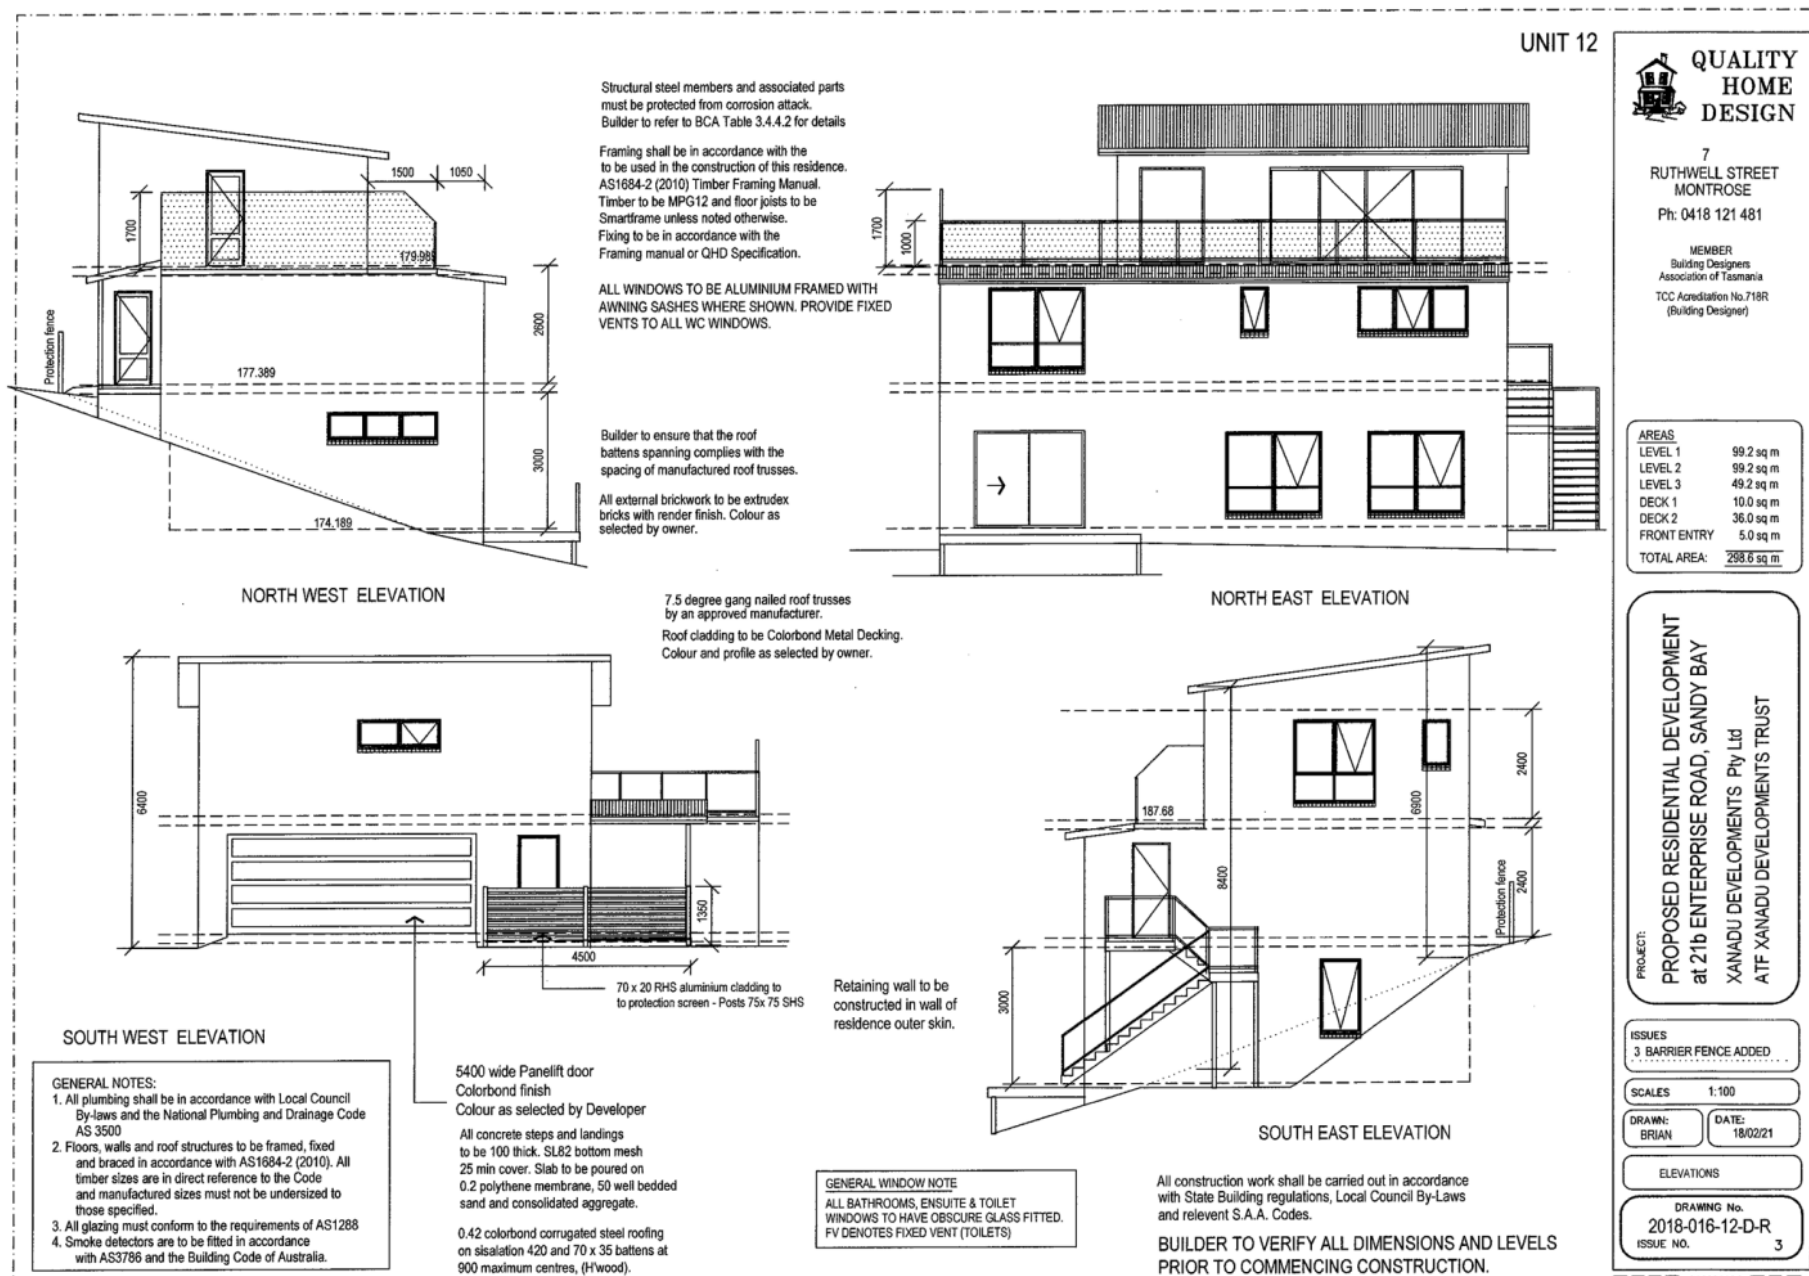 UNIT 12
Structural steel members and associated parts
must be protected from corrosion attack.
Builder to refer to BCA Table 3.4.4.2 for details
Framing shall be in accordance with the
to be used in the construction of this residence.
AS1684-2 (2010) Timber Framing Manual.
Timber to be MPG12 and floor joists to be
Smartframe unless noted otherwise.
Fixing to be in accordance with the
Framing manual or QHD Specification.
ALL WINDOWS TO BE ALUMINIUM FRAMED WITH
AWNING SASHES WHERE SHOWN. PROVIDE FIXED
VENTS TO ALL WC WINDOWS.
Builder to ensure that the roof
battens spanning complies with the
spacing of manufactured roof trusses.
All external brickwork to be extrudex
bricks with render finish. Colour as
selected by owner.
1500
1050
1700
179.989
2600
Protection fence
177.389
3000
174.189
NORTH WEST ELEVATION
1700
1000
NORTH EAST ELEVATION
7.5 degree gang nailed roof trusses
by an approved manufacturer.
Roof cladding to be Colorbond Metal Decking.
Colour and profile as selected by owner.
6400
1350
4500
70 x 20 RHS aluminium cladding to
to protection screen - Posts 75x 75 SHS
SOUTH WEST ELEVATION
Retaining wall to be
constructed in wall of
residence outer skin.
187.68
2400
6900
8400
2400
Protection fence
3000
SOUTH EAST ELEVATION
GENERAL NOTES:
1. All plumbing shall be in accordance with Local Council
By-laws and the National Plumbing and Drainage Code
AS 3500
2. Floors, walls and roof structures to be framed, fixed
and braced in accordance with AS1684-2 (2010). All
timber sizes are in direct reference to the Code
and manufactured sizes must not be undersized to
those specified.
3. All glazing must conform to the requirements of AS1288
4. Smoke detectors are to be fitted in accordance
with AS3786 and the Building Code of Australia.
5400 wide Panelift door
Colorbond finish
Colour as selected by Developer
All concrete steps and landings
to be 100 thick. SL82 bottom mesh
25 min cover. Slab to be poured on
0.2 polythene membrane, 50 well bedded
sand and consolidated aggregate.
0.42 colorbond corrugated steel roofing
on sisalation 420 and 70 x 35 battens at
900 maximum centres, (H'wood).
GENERAL WINDOW NOTE
ALL BATHROOMS, ENSUITE & TOILET
WINDOWS TO HAVE OBSCURE GLASS FITTED.
FV DENOTES FIXED VENT (TOILETS)
All construction work shall be carried out in accordance
with State Building regulations, Local Council By-Laws
and relevent S.A.A. Codes.
BUILDER TO VERIFY ALL DIMENSIONS AND LEVELS
PRIOR TO COMMENCING CONSTRUCTION.
QUALITY
HOME
DESIGN
7
RUTHWELL STREET
MONTROSE
Ph: 0418 121 481
MEMBER
Building Designers
Association of Tasmania
TCC Acreditation No.718R
(Building Designer)
AREAS
LEVEL 1 99.2 sq m
LEVEL 2 99.2 sq m
LEVEL 3 49.2 sq m
DECK 1 10.0 sq m
DECK 2 36.0 sq m
FRONT ENTRY 5.0 sq m
TOTAL AREA: 298.6 sq m
PROJECT:
PROPOSED RESIDENTIAL DEVELOPMENT
at 21b ENTERPRISE ROAD, SANDY BAY
XANADU DEVELOPMENTS Pty Ltd
ATF XANADU DEVELOPMENTS TRUST
ISSUES
3 BARRIER FENCE ADDED
SCALES 1:100
DRAWN:
BRIAN
DATE:
18/02/21
ELEVATIONS
DRAWING No.
2018-016-12-D-R
ISSUE NO. 3